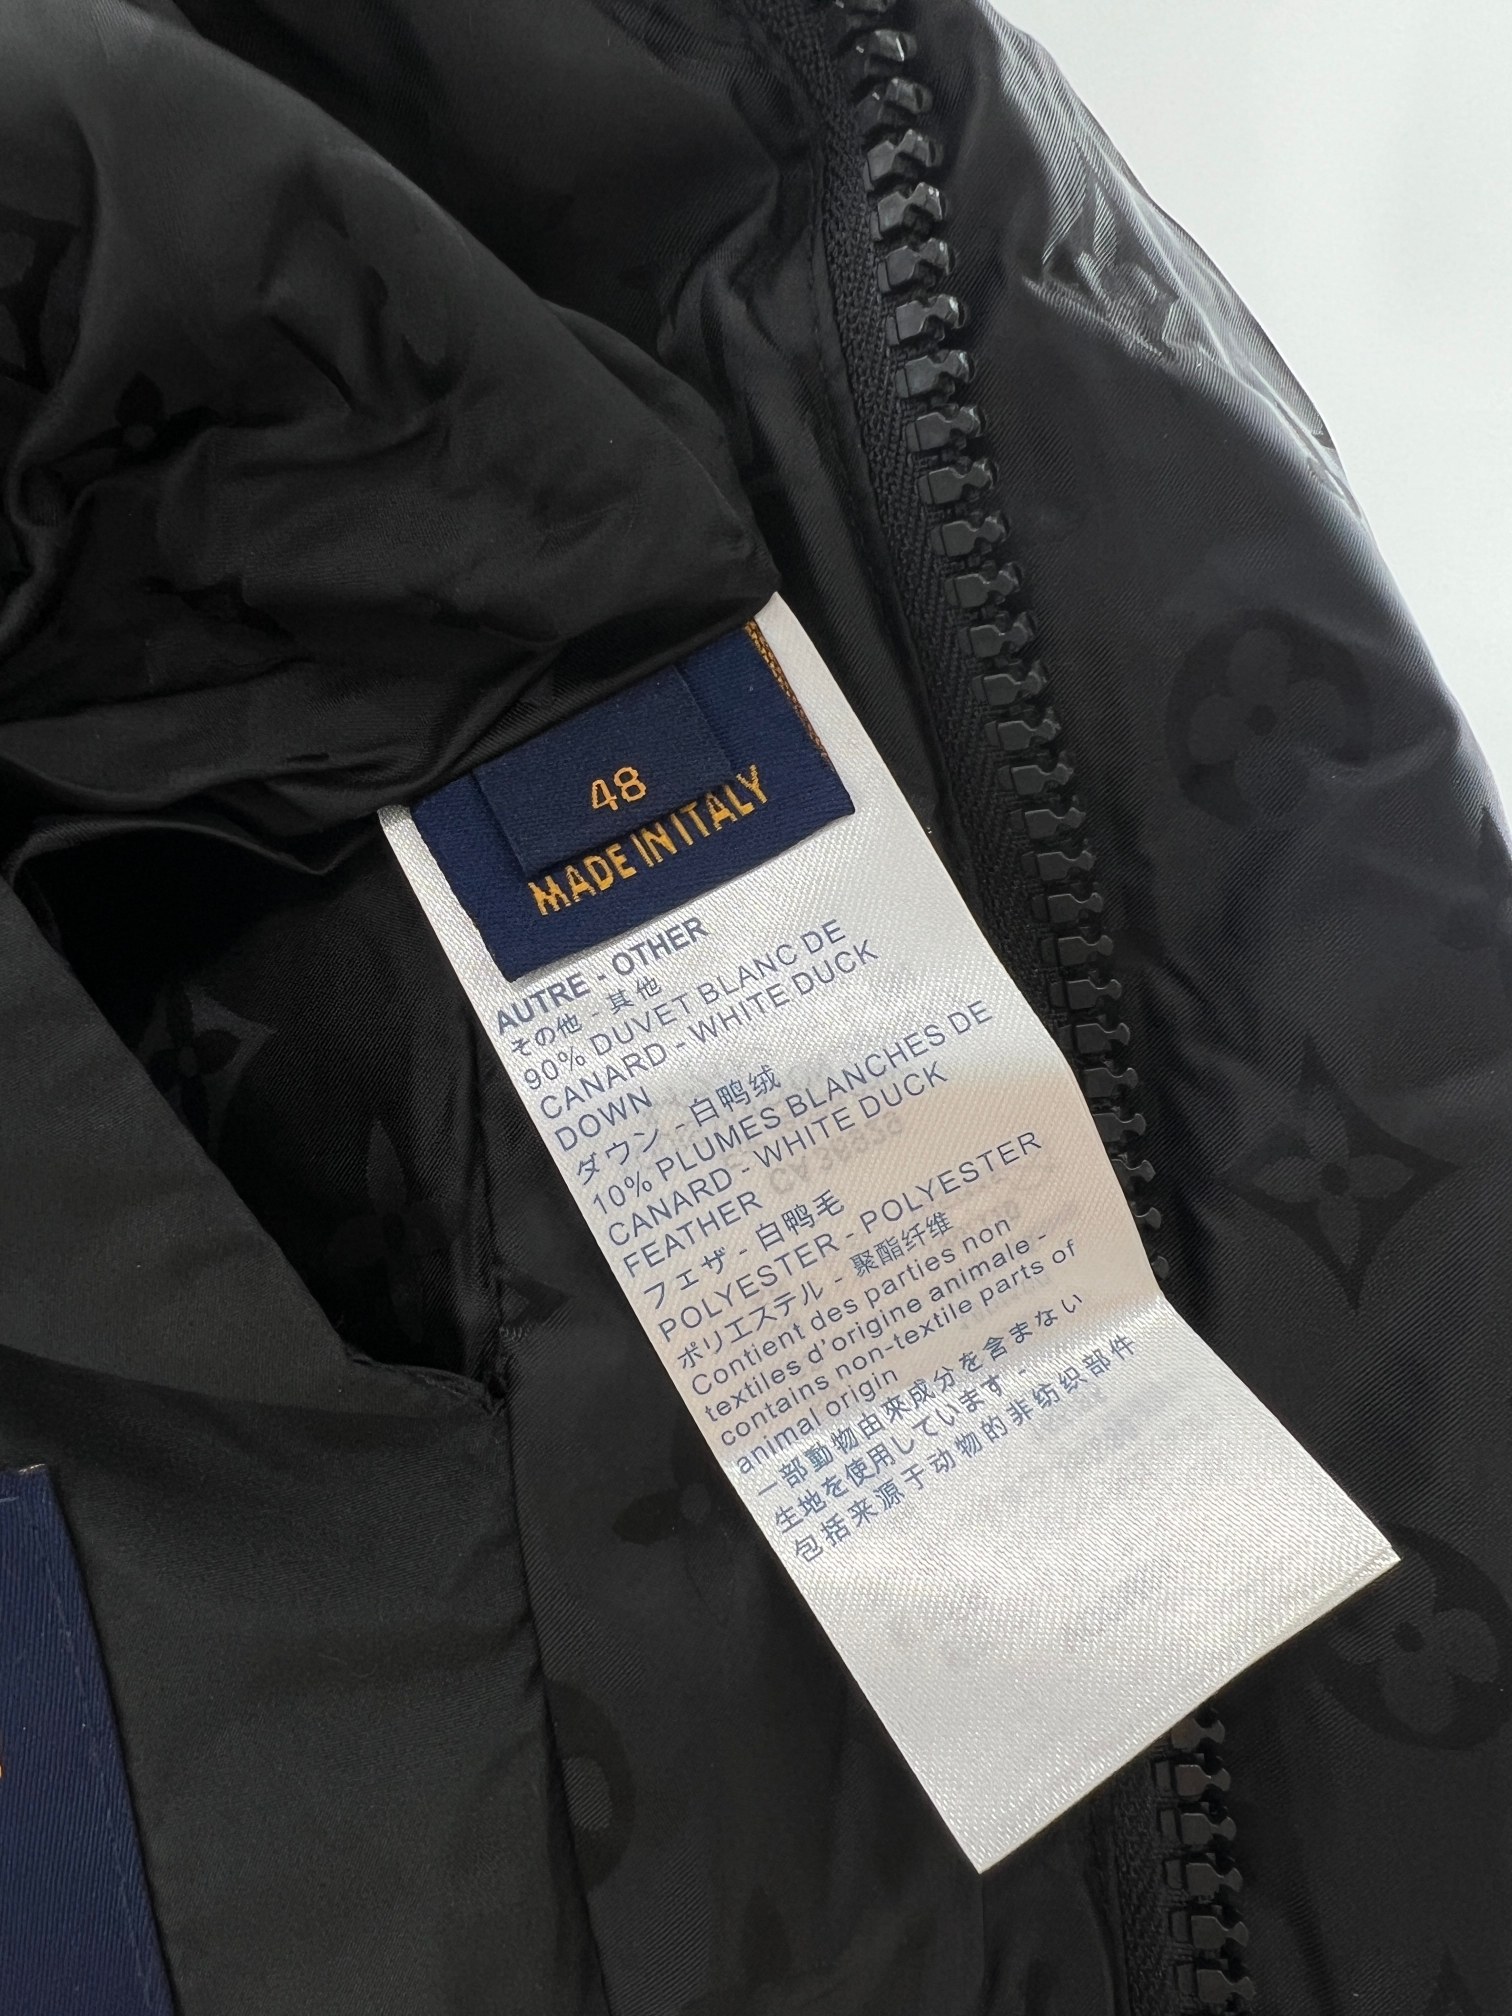 48
MADE IN ITALY
AUTRE - OTHER
その他 - 其他
90% DUVET BLANC DE
CANARD - WHITE DUCK
DOWN
ダウン - 白鸭绒
10% PLUMES BLANCHES DE
CANARD - WHITE DUCK
FEATHER
フェザ - 白鸭毛
POLYESTER - POLYESTER
ポリエステル - 聚酯纤维
Contient des parties non
textiles d'origine animale -
contains non-textile parts of
animal origin
一部動物由來成分を含まない
生地を使用しています -
包括来源于动物的非纺织部件